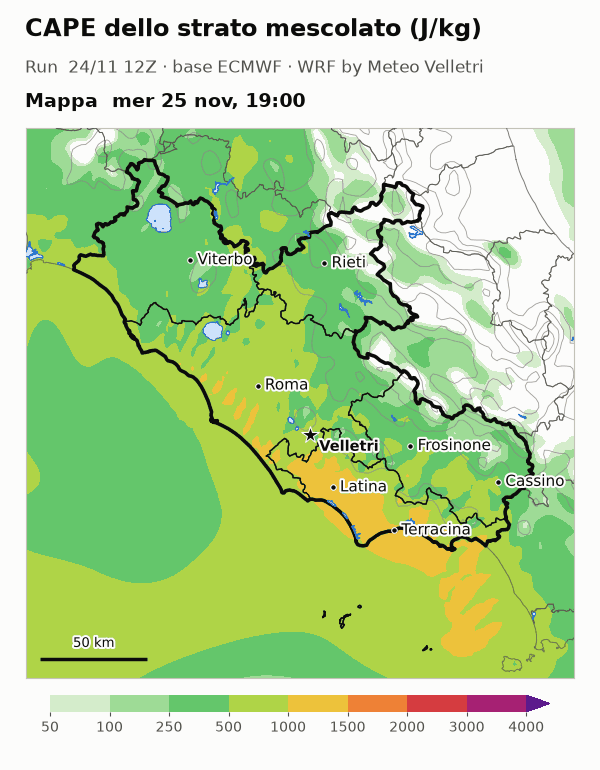 CAPE dello strato mescolato (J/kg)
Run  24/11 12Z · base ECMWF · WRF by Meteo Velletri
Mappa  mer 25 nov, 19:00
Viterbo
Rieti
Roma
Velletri
Frosinone
Latina
Cassino
Terracina
50 km
50 100 250 500 1000 1500 2000 3000 4000